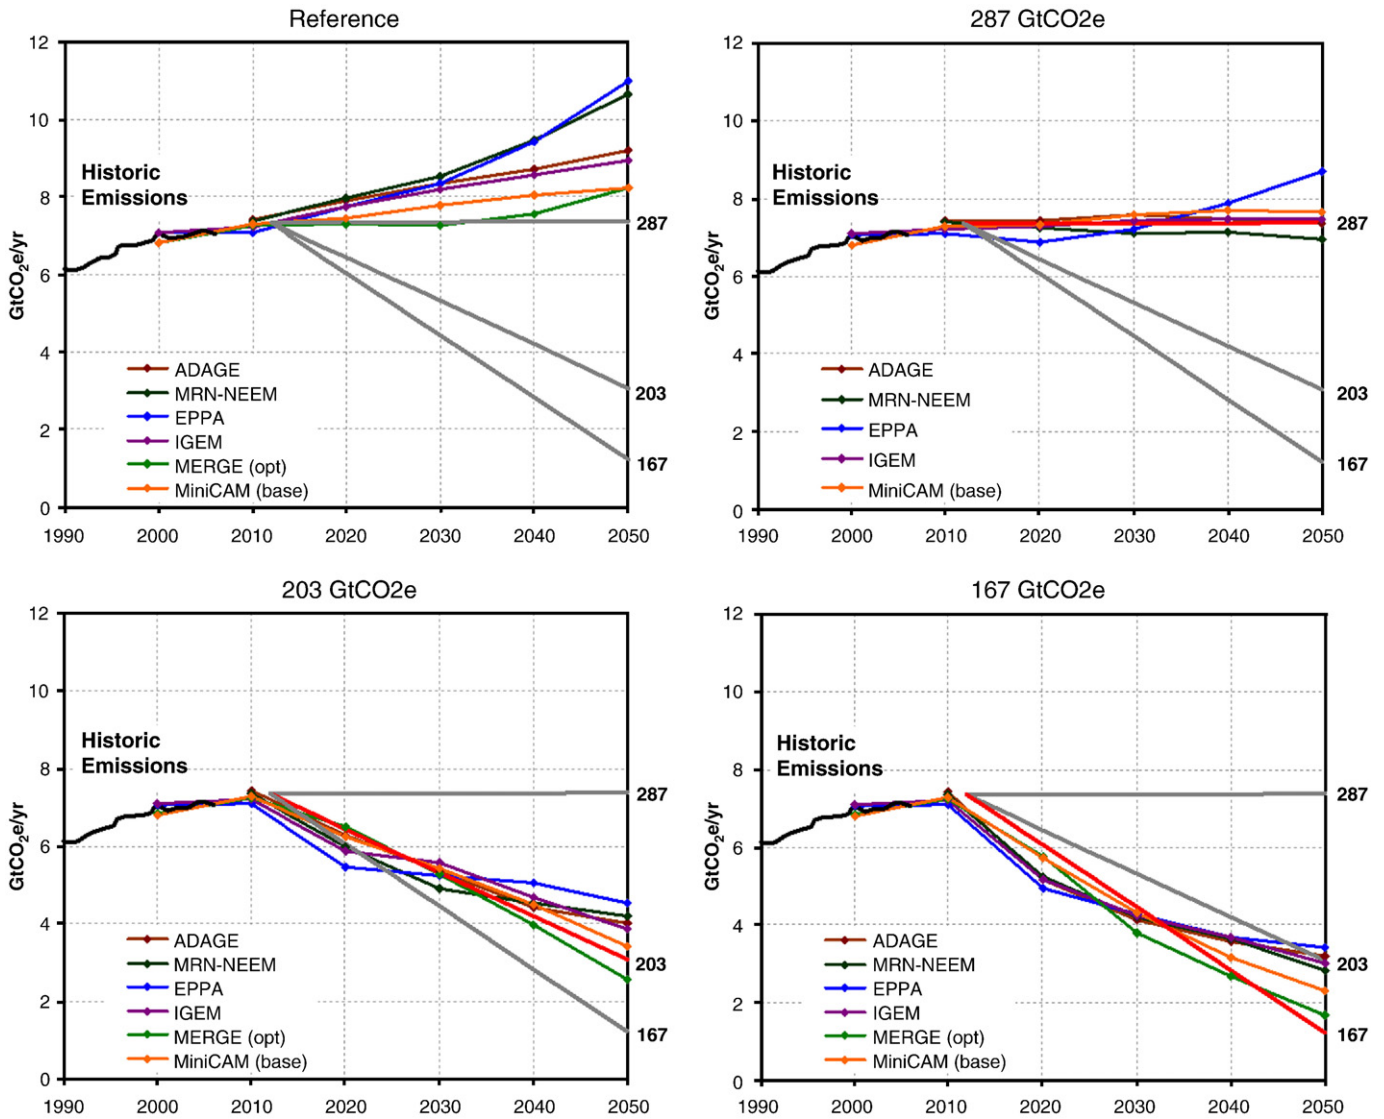 Reference
12
10
8
6
4
2
0
GtCO2e/yr
Historic
Emissions
ADAGE
MRN-NEEM
EPPA
IGEM
MERGE (opt)
MiniCAM (base)
287
203
167
1990 2000 2010 2020 2030 2040 2050
287 GtCO2e
12
10
8
6
4
2
0
GtCO2e/yr
Historic
Emissions
ADAGE
MRN-NEEM
EPPA
IGEM
MiniCAM (base)
287
203
167
1990 2000 2010 2020 2030 2040 2050
203 GtCO2e
12
10
8
6
4
2
0
GtCO2e/yr
Historic
Emissions
ADAGE
MRN-NEEM
EPPA
IGEM
MERGE (opt)
MiniCAM (base)
287
203
167
1990 2000 2010 2020 2030 2040 2050
167 GtCO2e
12
10
8
6
4
2
0
GtCO2e/yr
Historic
Emissions
ADAGE
MRN-NEEM
EPPA
IGEM
MERGE (opt)
MiniCAM (base)
287
203
167
1990 2000 2010 2020 2030 2040 2050